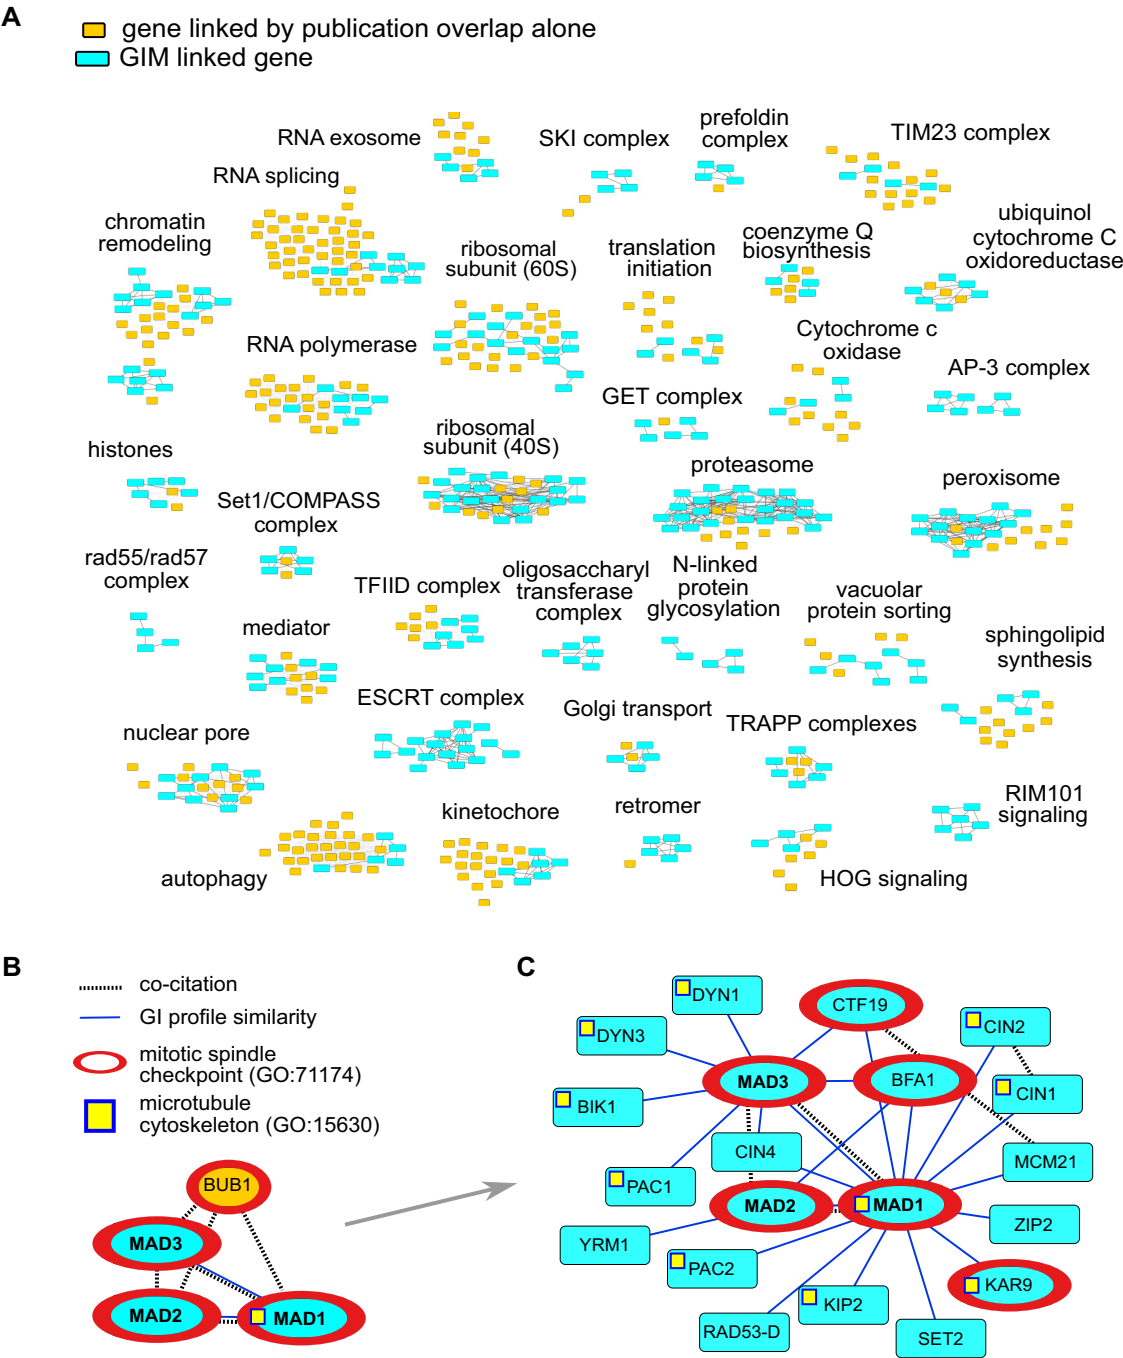 A
gene linked by publication overlap alone
GIM linked gene
RNA exosome
SKI complex
prefoldin
complex
TIM23 complex
RNA splicing
chromatin
remodeling
ribosomal
subunit (60S)
translation
initiation
coenzyme Q
biosynthesis
ubiquinol
cytochrome C
oxidoreductase
RNA polymerase
Cytochrome c
oxidase
AP-3 complex
GET complex
histones
ribosomal
subunit (40S)
proteasome
peroxisome
Set1/COMPASS
complex
rad55/rad57
complex
TFIID complex
oligosaccharyl
transferase
complex
N-linked
protein
glycosylation
vacuolar
protein sorting
mediator
sphingolipid
synthesis
ESCRT complex
Golgi transport
TRAPP complexes
nuclear pore
kinetochore
retromer
RIM101
signaling
autophagy
HOG signaling
B
co-citation
GI profile similarity
mitotic spindle
checkpoint (GO:71174)
microtubule
cytoskeleton (GO:15630)
BUB1
MAD3
MAD2
MAD1
C
DYN1
CTF19
CIN2
DYN3
MAD3
BFA1
CIN1
BIK1
CIN4
MCM21
PAC1
MAD2
MAD1
ZIP2
YRM1
PAC2
KAR9
KIP2
RAD53-D
SET2